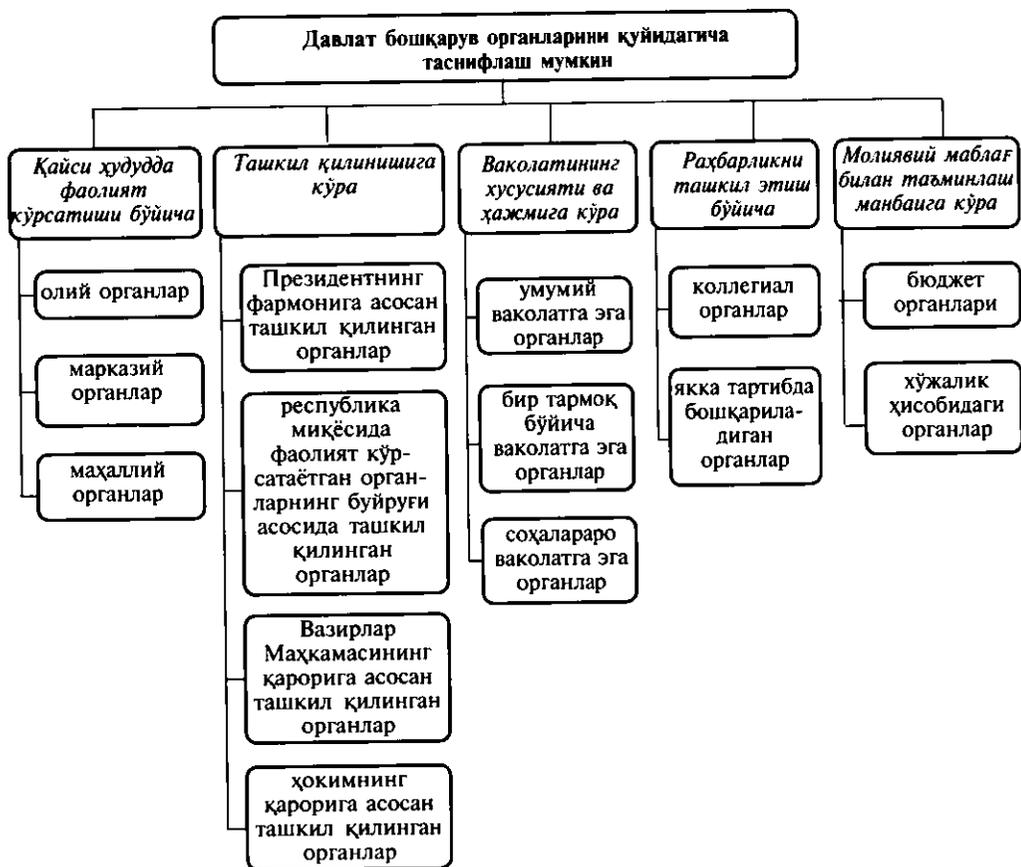 Давлат бошқарув органларини қуйидагича
таснифлаш мумкин
Қайси ҳудудда
фаолият
кўрсатиши бўйича
олий органлар
марказий
органлар
маҳаллий
органлар
Ташкил қилинишига
кўра
Президентнинг
фармонига асосан
ташкил қилинган
органлар
республика
миқёсида
фаолият кўр-
сатаётган орган-
ларнинг буйруғи
асосида ташкил
қилинган
органлар
Вазирлар
Маҳкамасининг
қарорига асосан
ташкил қилинган
органлар
ҳокимнинг
қарорига асосан
ташкил қилинган
органлар
Ваколатининг
хусусияти ва
ҳажмига кўра
умумий
ваколатга эга
органлар
бир тармоқ
бўйича
ваколатга эга
органлар
соҳалараро
ваколатга эга
органлар
Раҳбарликни
ташкил этиш
бўйича
коллегиал
органлар
якка тартибда
бошқарила-
диган
органлар
Молиявий маблағ
билан таъминлаш
манбаига кўра
бюджет
органлари
хўжалик
ҳисобидаги
органлар